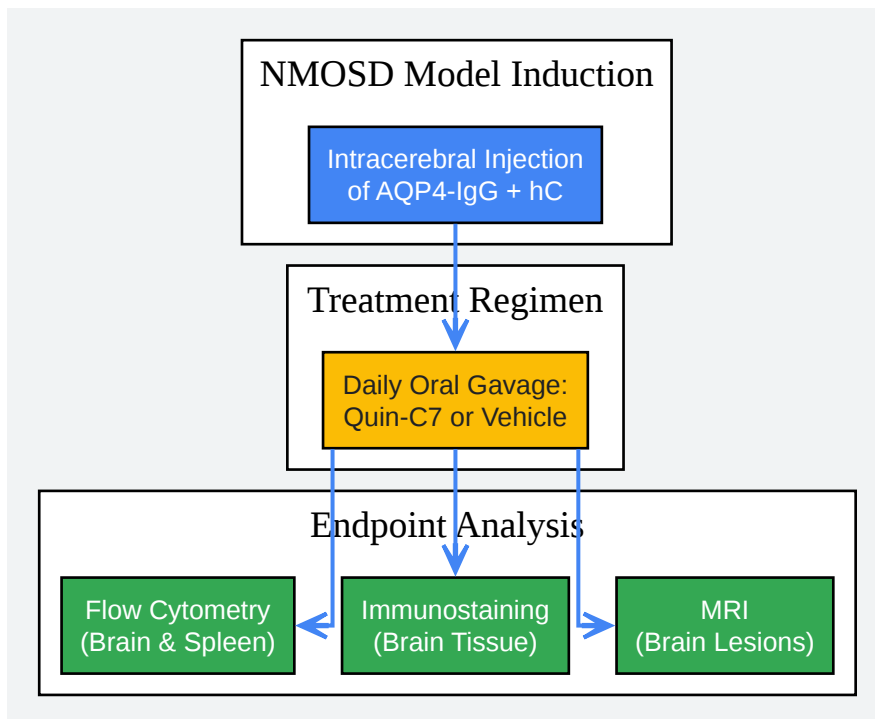 NMOSD Model Induction
Intracerebral Injection
of AQP4-IgG + hC
Treatment Regimen
Daily Oral Gavage:
Quin-C7 or Vehicle
Endpoint Analysis
Flow Cytometry
(Brain & Spleen)
Immunostaining
(Brain Tissue)
MRI
(Brain Lesions)